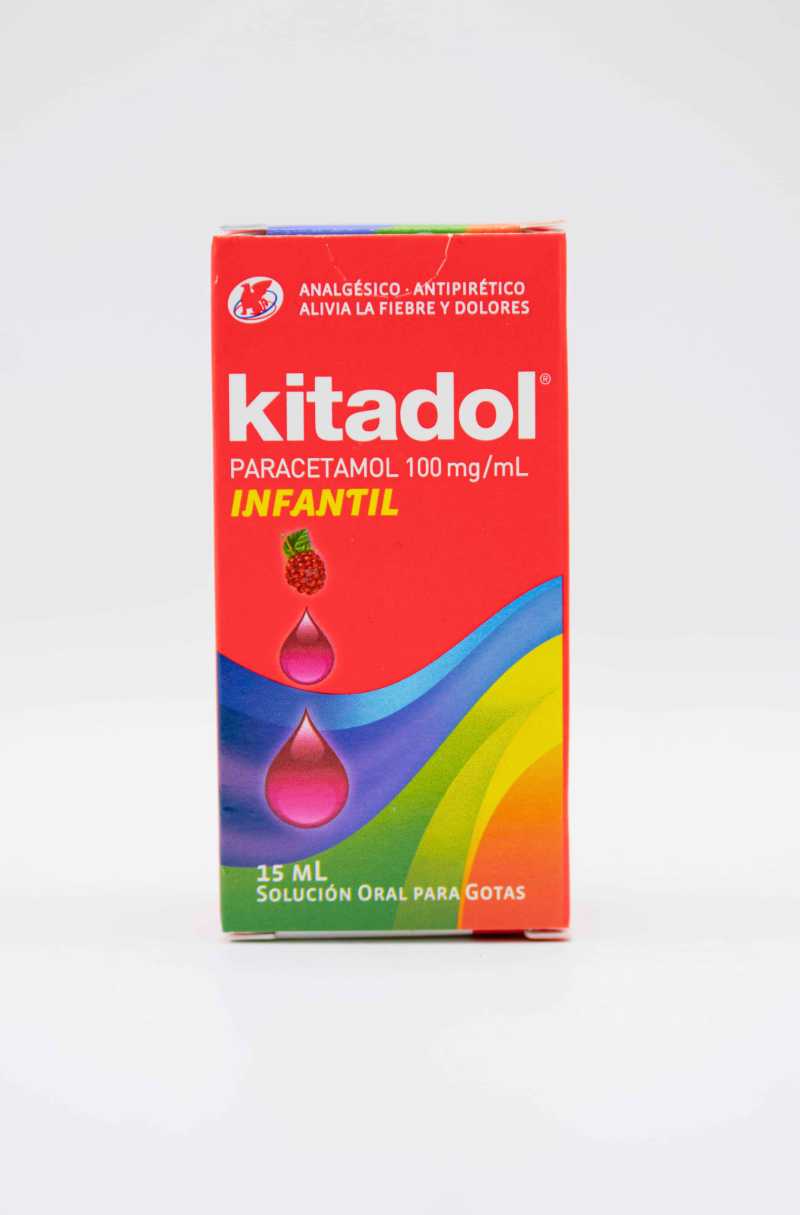 ANALGÉSICO · ANTIPIRÉTICO
ALIVIA LA FIEBRE Y DOLORES
kitadol®
PARACETAMOL 100 mg/mL
INFANTIL
15 mL
Solución Oral para Gotas